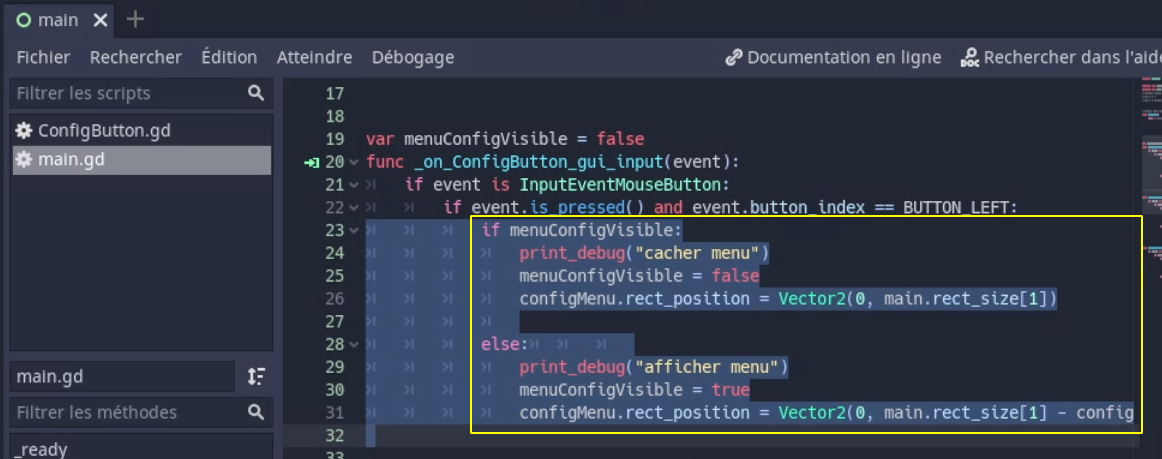 main
Fichier Rechercher Édition Atteindre Débogage Documentation en ligne Rechercher dans l'aide
Filtrer les scripts
ConfigButton.gd
main.gd
main.gd
Filtrer les méthodes
_ready
17
18
19 var menuConfigVisible = false
20 func _on_ConfigButton_gui_input(event):
21 if event is InputEventMouseButton:
22 if event.is_pressed() and event.button_index == BUTTON_LEFT:
23 if menuConfigVisible:
24 print_debug("cacher menu")
25 menuConfigVisible = false
26 configMenu.rect_position = Vector2(0, main.rect_size[1])
27
28 else:
29 print_debug("afficher menu")
30 menuConfigVisible = true
31 configMenu.rect_position = Vector2(0, main.rect_size[1] - config
32
33